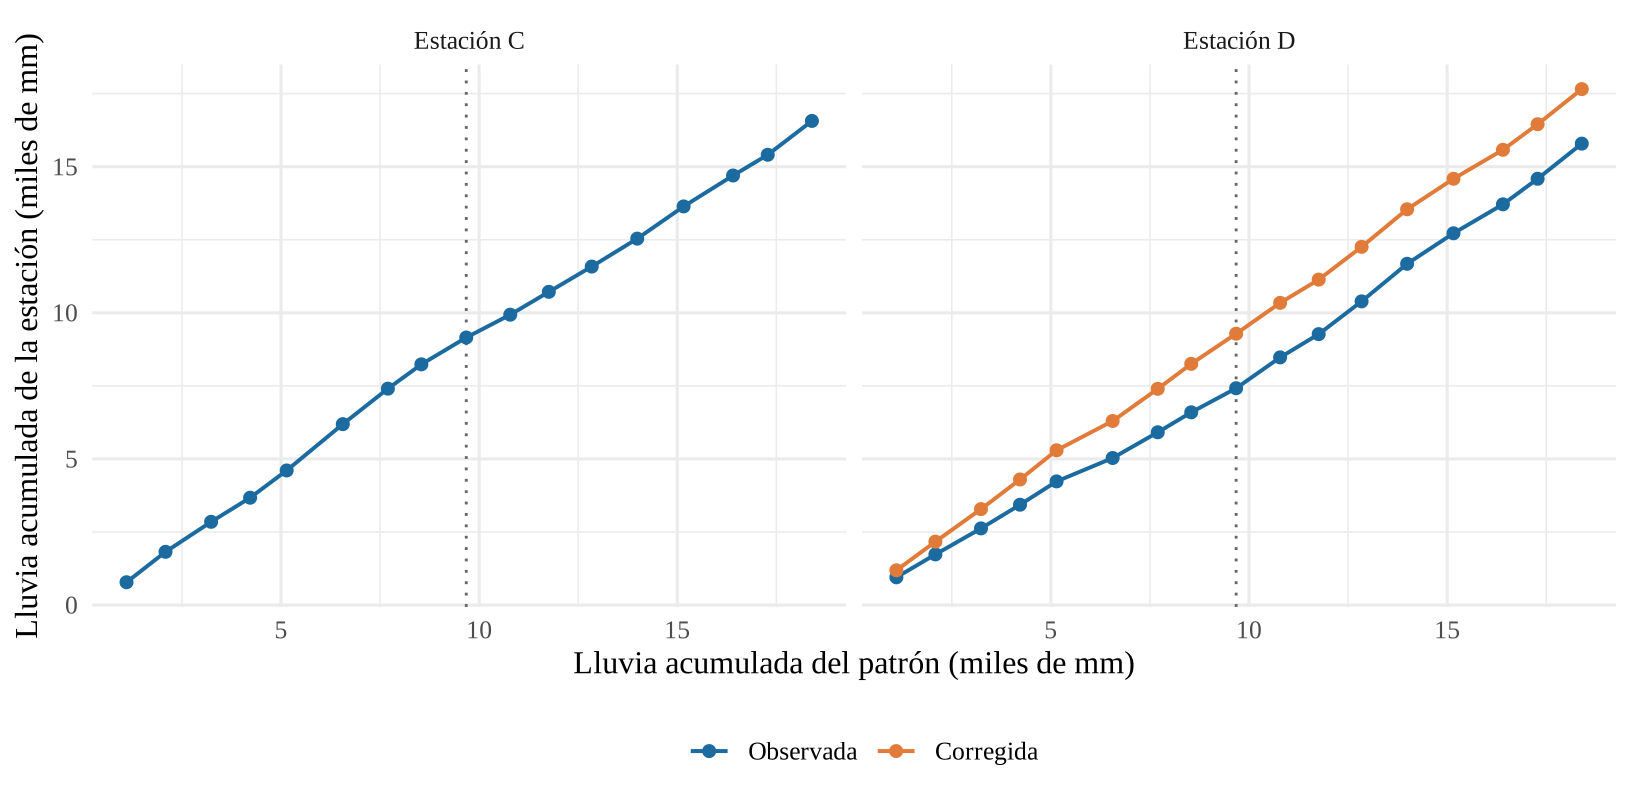 Estación C
Estación D
Lluvia acumulada de la estación (miles de mm)
15
10
5
0
5
10
15
5
10
15
Lluvia acumulada del patrón (miles de mm)
Observada
Corregida